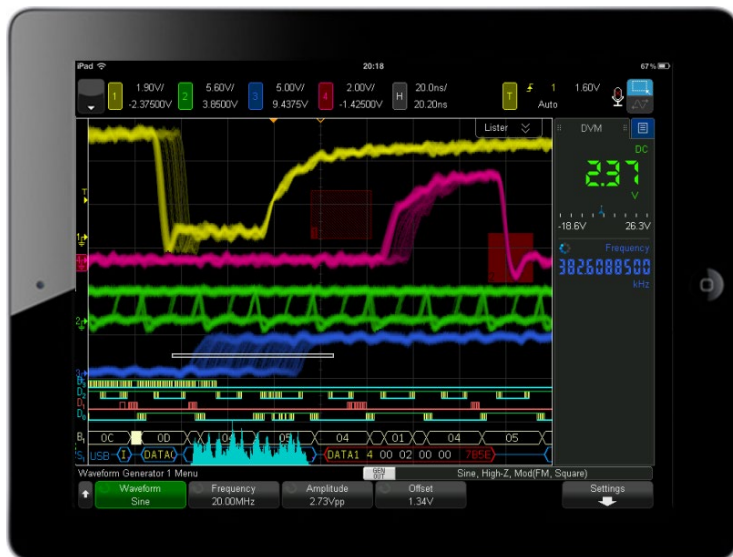 iPad 20:18 67%
1 1.90V/ 2 5.60V/ 3 5.00V/ 4 2.00V/ H 20.0ns/ T 1 1.60V
-2.37500V 3.8500V 9.4375V -1.42500V 20.20ns Auto
Lister DVM
DC
2.37
V
T
-18.6V 26.3V
Frequency
382.6088500
kHz
0C 0D 04 05 04 01 04 05
USB I DATA0 DATA1 4 00 02 00 00 7B5E
Waveform Generator 1 Menu GEN OUT Sine, High-Z, Mod(FM, Square)
Waveform Frequency Amplitude Offset Settings
Sine 20.00MHz 2.73Vpp 1.34V